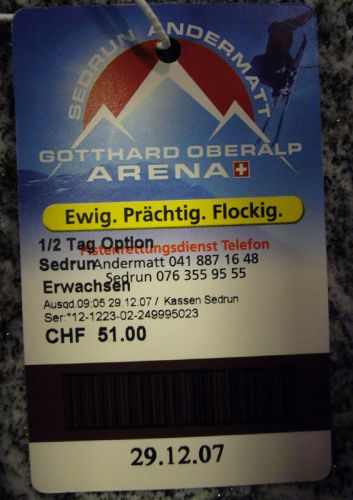 SEDRUN ANDERMATT
GOTTHARD OBERALP
ARENA
Ewig. Prächtig. Flockig.
1/2 Tag Option
Pistenrettungsdienst Telefon
Sedrun
Andermatt 041 887 16 48
Sedrun 076 355 95 55
Erwachsen
Ausgd.09:05 29.12.07 / Kassen Sedrun
Ser:*12-1223-02-249995023
CHF 51.00
29.12.07